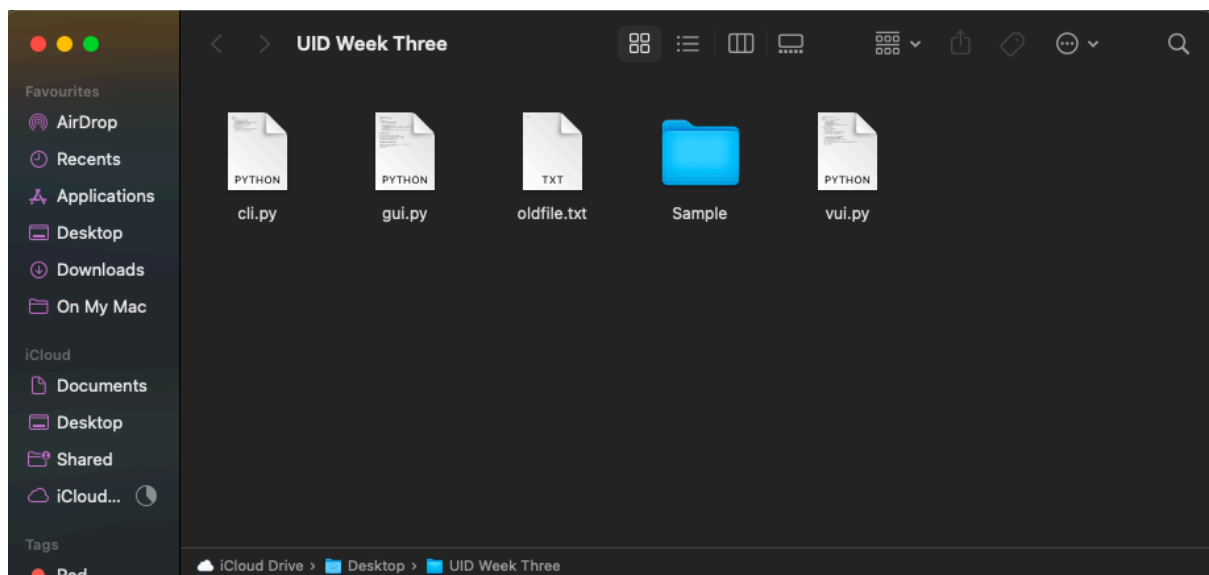 UID Week Three
Favourites
AirDrop
Recents
Applications
Desktop
Downloads
On My Mac
iCloud
Documents
Desktop
Shared
iCloud...
Tags
PYTHON
cli.py
PYTHON
gui.py
TXT
oldfile.txt
Sample
PYTHON
vui.py
iCloud Drive › Desktop › UID Week Three